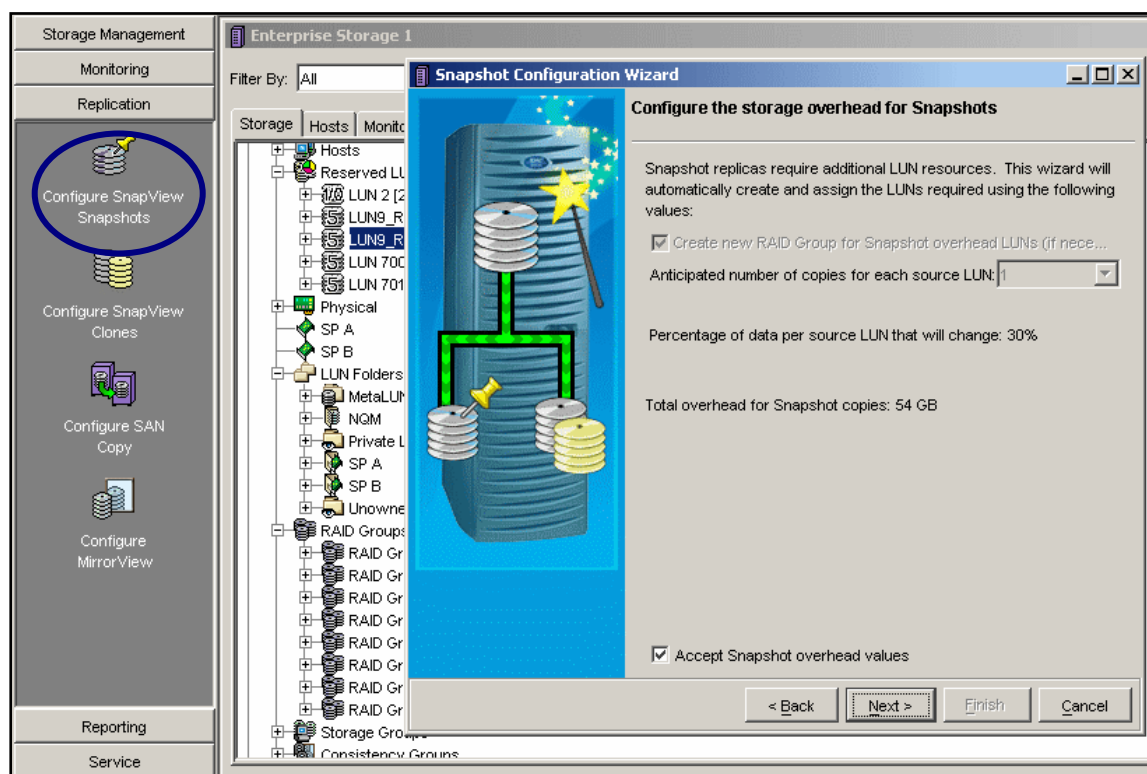 Storage Management
Monitoring
Replication
Configure SnapView
Snapshots
Configure SnapView
Clones
Configure SAN
Copy
Configure
MirrorView
Reporting
Service
Enterprise Storage 1
Filter By: All
Storage Hosts Monito
Hosts
Reserved LU
LUN 2 [2
LUN9_R
LUN9_R
LUN 700
LUN 701
Physical
SP A
SP B
LUN Folders
MetaLUN
NQM
Private L
SP A
SP B
Unowne
RAID Groups
RAID Gr
RAID Gr
RAID Gr
RAID Gr
RAID Gr
RAID Gr
RAID Gr
RAID Gr
Storage Groups
Consistency Groups
Snapshot Configuration Wizard
Configure the storage overhead for Snapshots
Snapshot replicas require additional LUN resources. This wizard will
automatically create and assign the LUNs required using the following
values:
Create new RAID Group for Snapshot overhead LUNs (if nece...
Anticipated number of copies for each source LUN: 1
Percentage of data per source LUN that will change: 30%
Total overhead for Snapshot copies: 54 GB
Accept Snapshot overhead values
< Back Next > Finish Cancel